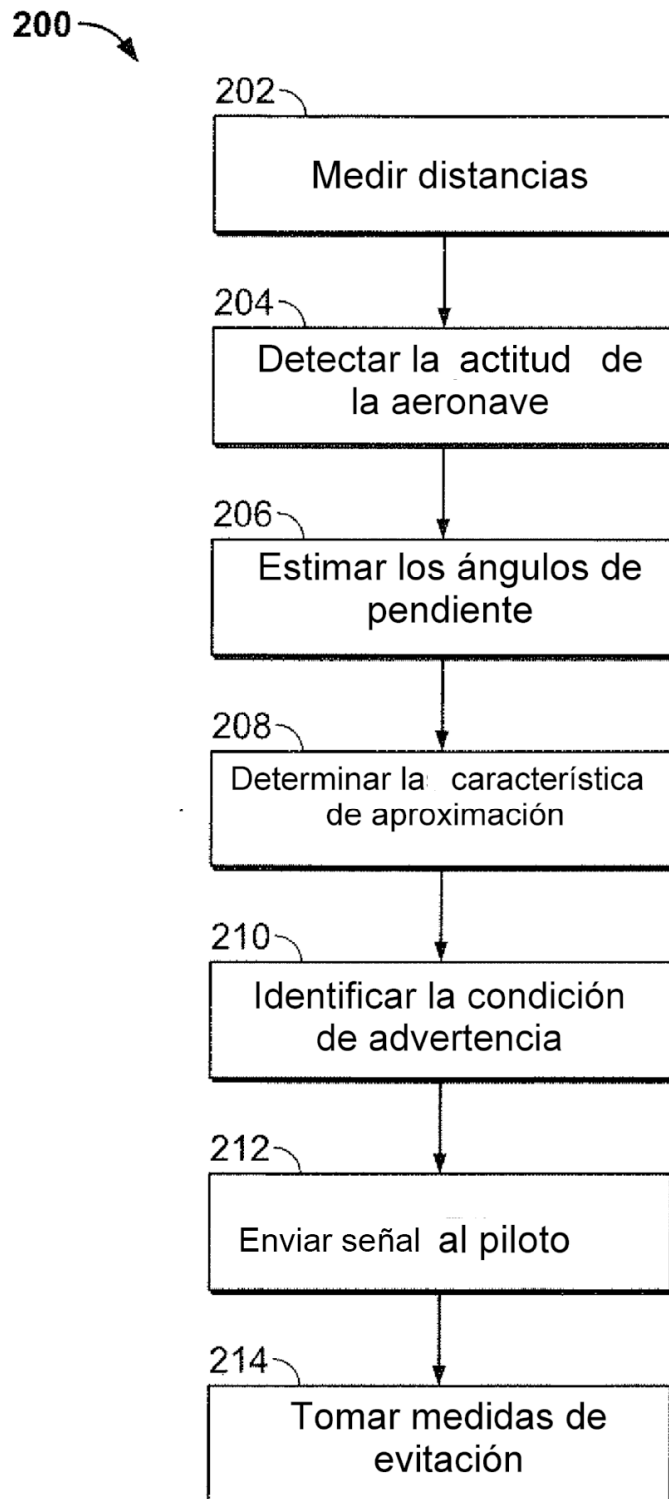 200
202
Medir distancias
204
Detectar la actitud de
la aeronave
206
Estimar los ángulos de
pendiente
208
Determinar la característica
de aproximación
210
Identificar la condición
de advertencia
212
Enviar señal al piloto
214
Tomar medidas de
evitación